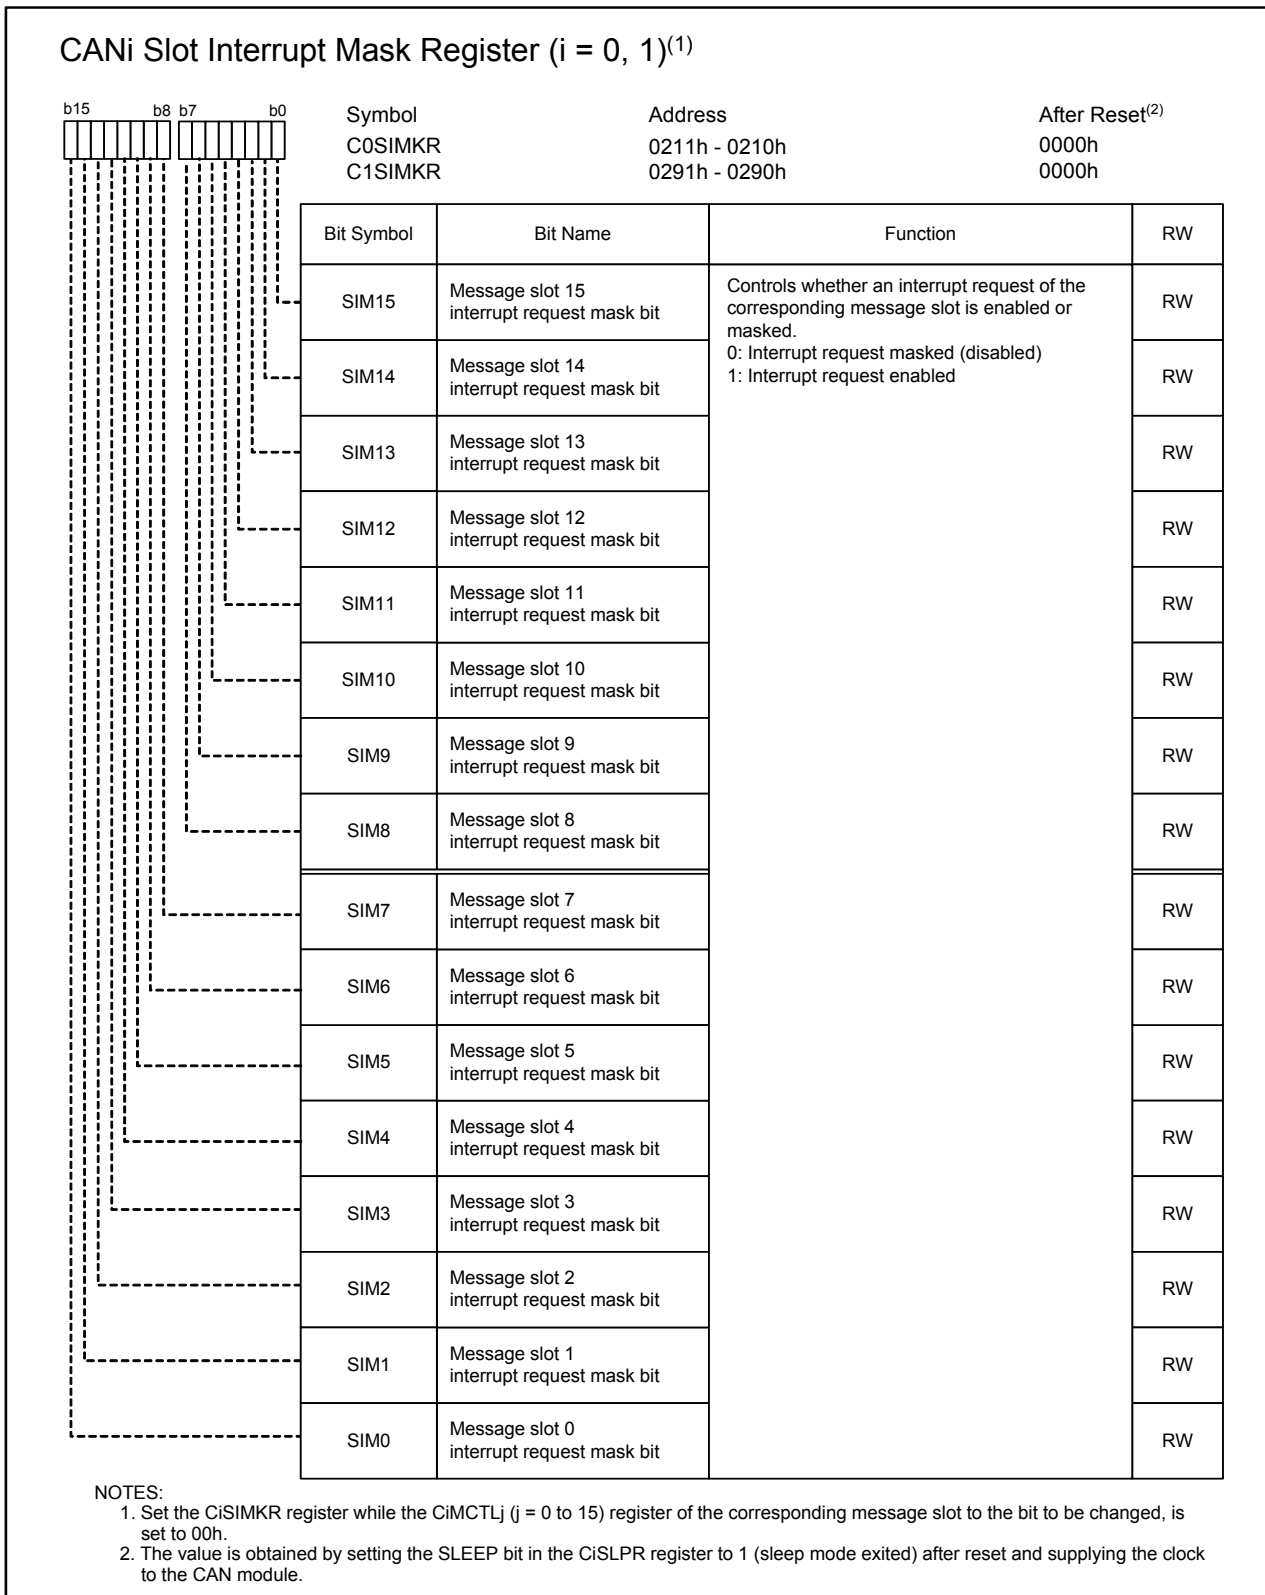 CANi Slot Interrupt Mask Register (i = 0, 1)(1)
b15 b8 b7 b0
Symbol Address After Reset(2)
C0SIMKR 0211h - 0210h 0000h
C1SIMKR 0291h - 0290h 0000h
Bit Symbol Bit Name Function RW
SIM15 Message slot 15 interrupt request mask bit RW
Controls whether an interrupt request of the
corresponding message slot is enabled or
masked.
0: Interrupt request masked (disabled)
1: Interrupt request enabled
SIM14 Message slot 14 interrupt request mask bit RW
SIM13 Message slot 13 interrupt request mask bit RW
SIM12 Message slot 12 interrupt request mask bit RW
SIM11 Message slot 11 interrupt request mask bit RW
SIM10 Message slot 10 interrupt request mask bit RW
SIM9 Message slot 9 interrupt request mask bit RW
SIM8 Message slot 8 interrupt request mask bit RW
SIM7 Message slot 7 interrupt request mask bit RW
SIM6 Message slot 6 interrupt request mask bit RW
SIM5 Message slot 5 interrupt request mask bit RW
SIM4 Message slot 4 interrupt request mask bit RW
SIM3 Message slot 3 interrupt request mask bit RW
SIM2 Message slot 2 interrupt request mask bit RW
SIM1 Message slot 1 interrupt request mask bit RW
SIM0 Message slot 0 interrupt request mask bit RW
NOTES:
1. Set the CiSIMKR register while the CiMCTLj (j = 0 to 15) register of the corresponding message slot to the bit to be changed, is
set to 00h.
2. The value is obtained by setting the SLEEP bit in the CiSLPR register to 1 (sleep mode exited) after reset and supplying the clock
to the CAN module.